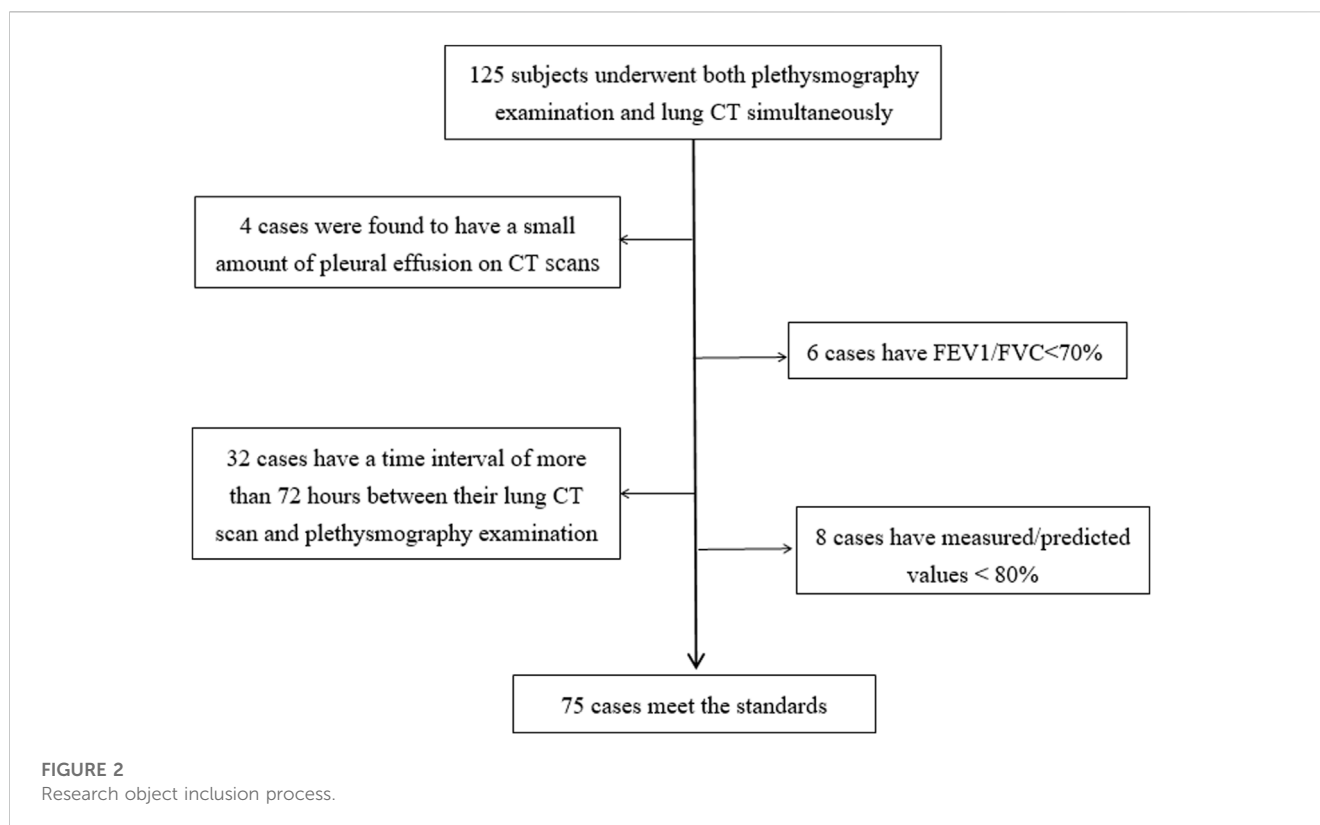 125 subjects underwent both plethysmography
examination and lung CT simultaneously
4 cases were found to have a small
amount of pleural effusion on CT scans
6 cases have FEV1/FVC<70%
32 cases have a time interval of more
than 72 hours between their lung CT
scan and plethysmography examination
8 cases have measured/predicted
values < 80%
75 cases meet the standards
FIGURE 2
Research object inclusion process.